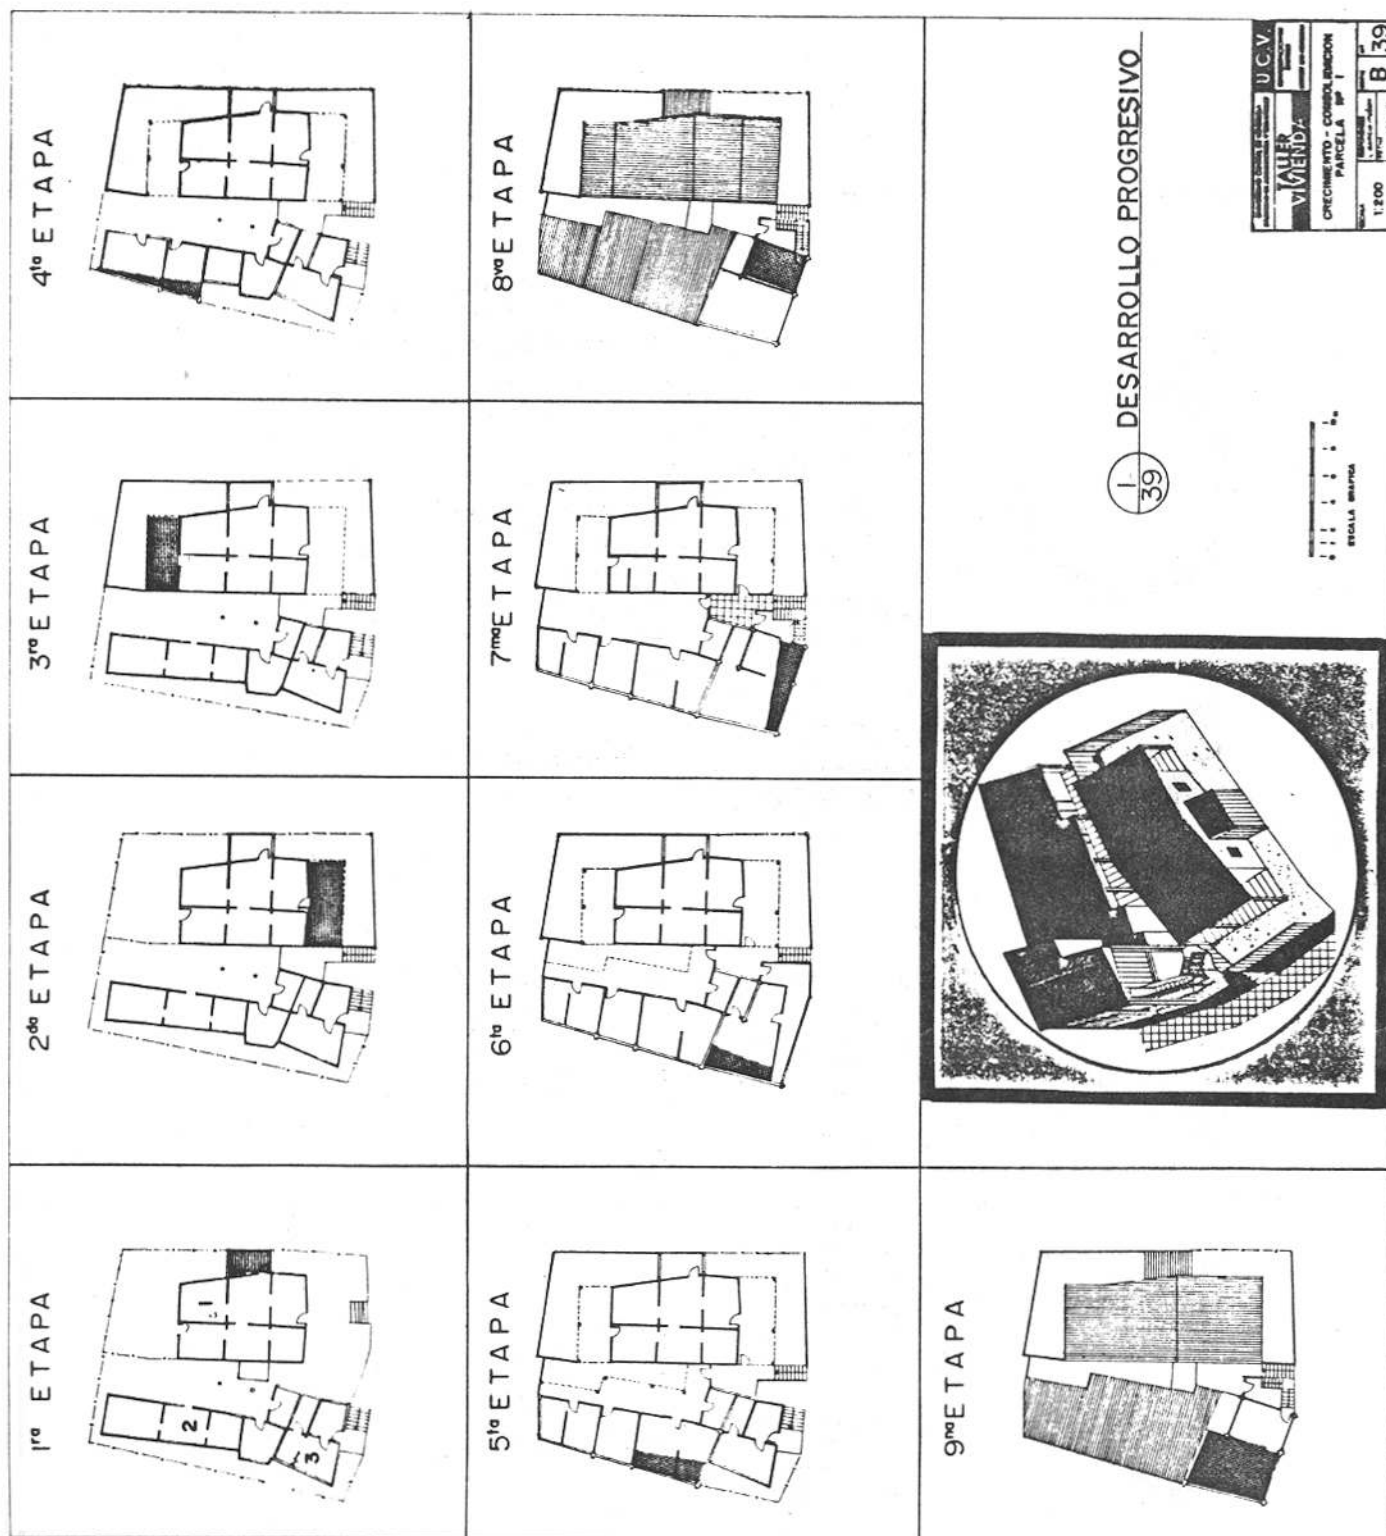 1ra ETAPA
1
2
3
2da ETAPA
3ra ETAPA
4ta ETAPA
5ta ETAPA
6ta ETAPA
7ma ETAPA
8va ETAPA
9na ETAPA
1
39
DESARROLLO PROGRESIVO
ESCALA GRAFICA
U.C.V.
TALLER
VIVIENDA
CRECIMIENTO - CONSOLIDACION
PARCELA Nº 1
1:200
B
39